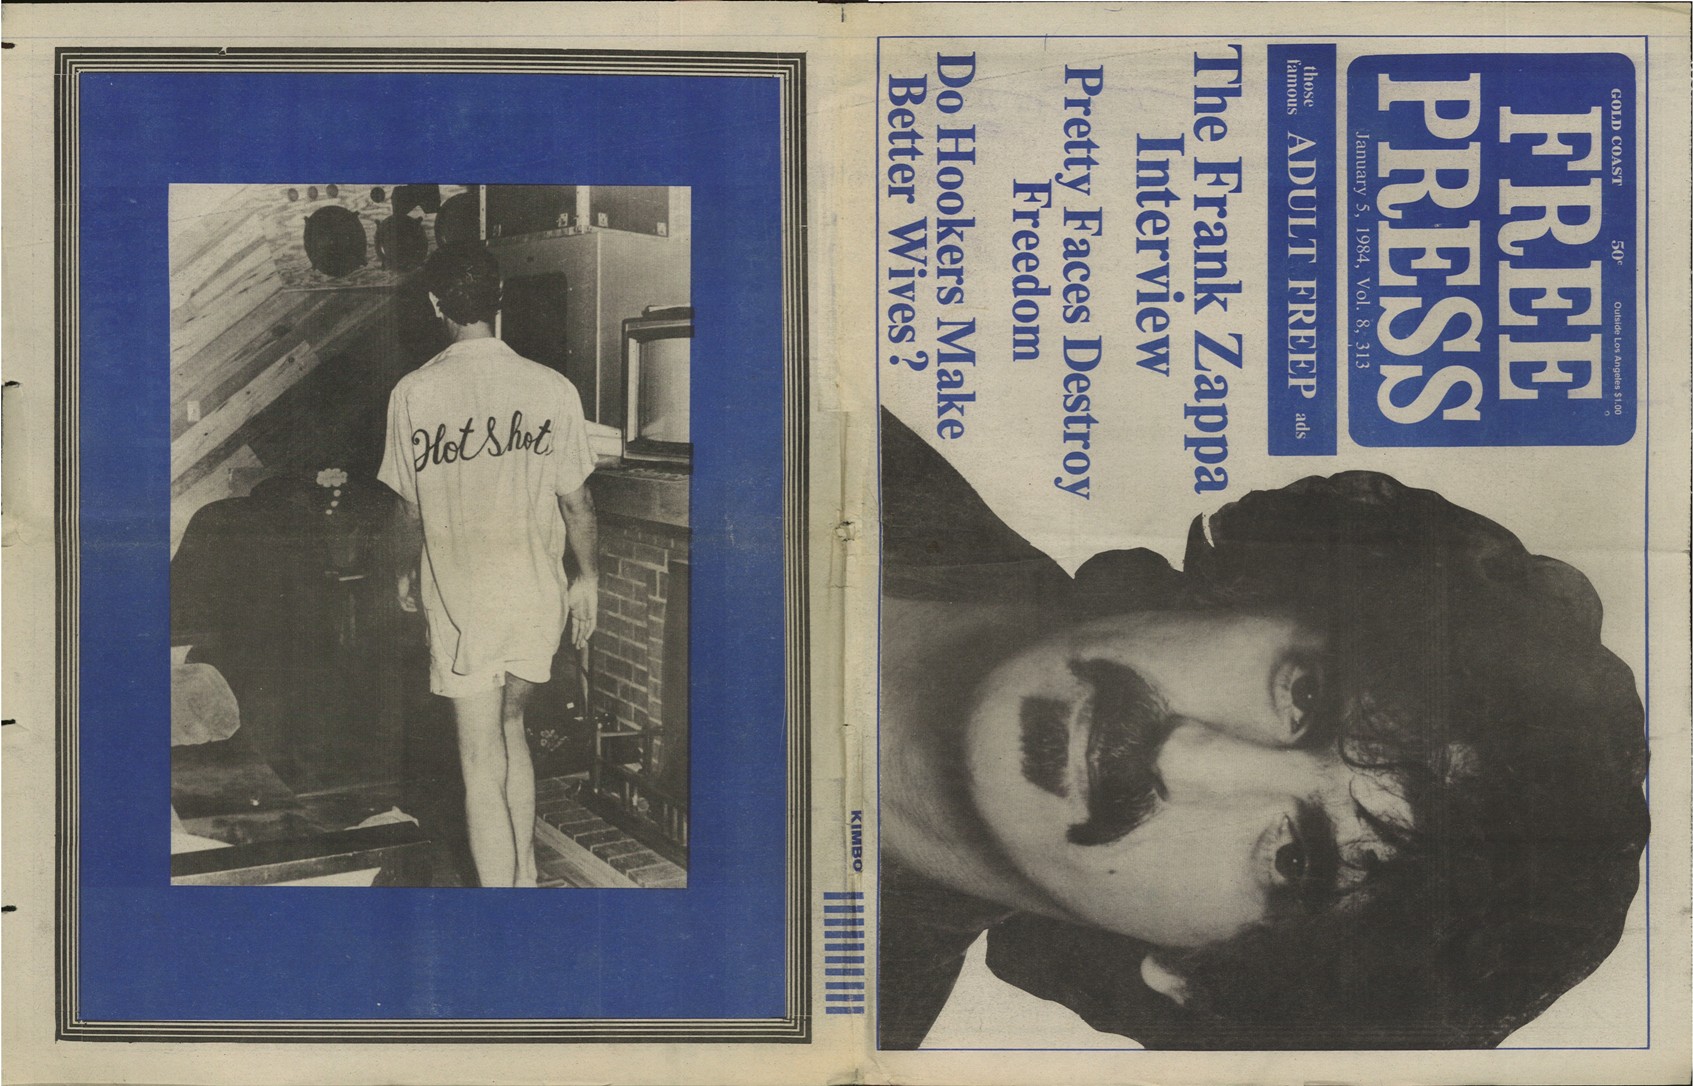 Hot Shot
KIMBO
GOLD COAST 50¢ Outside Los Angeles $1.00
FREE
PRESS
January 5, 1984, Vol. 8, 313
those
famous ADULT FREEP ads
The Frank Zappa
Interview
Pretty Faces Destroy
Freedom
Do Hookers Make
Better Wives?